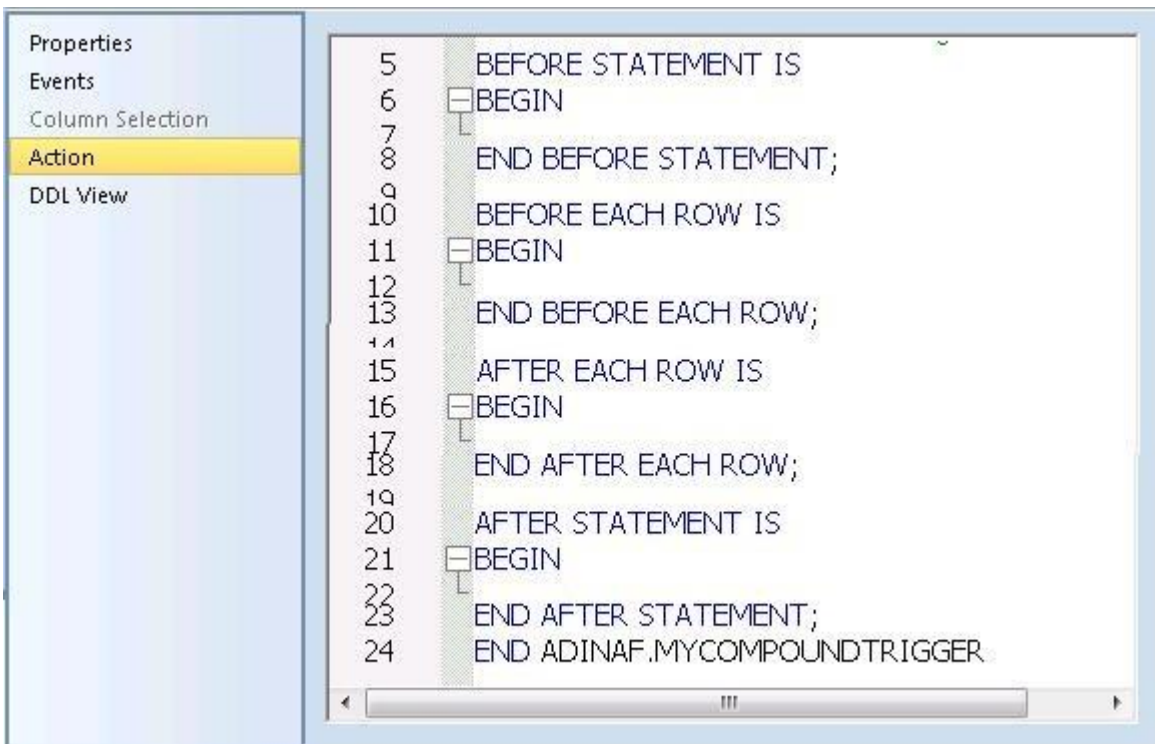 Properties
Events
Column Selection
Action
DDL View
5 BEFORE STATEMENT IS
6 BEGIN
7
8 END BEFORE STATEMENT;
9
10 BEFORE EACH ROW IS
11 BEGIN
12
13 END BEFORE EACH ROW;
14
15 AFTER EACH ROW IS
16 BEGIN
17
18 END AFTER EACH ROW;
19
20 AFTER STATEMENT IS
21 BEGIN
22
23 END AFTER STATEMENT;
24 END ADINAF.MYCOMPOUNDTRIGGER